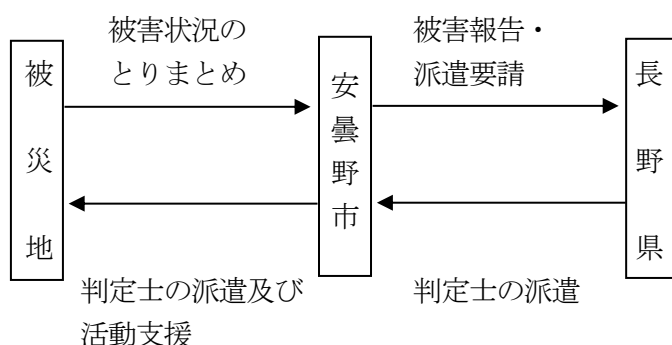 被害状況の
とりまとめ
被害報告・
派遣要請
被災地
安曇野市
長野県
判定士の派遣及び
活動支援
判定士の派遣